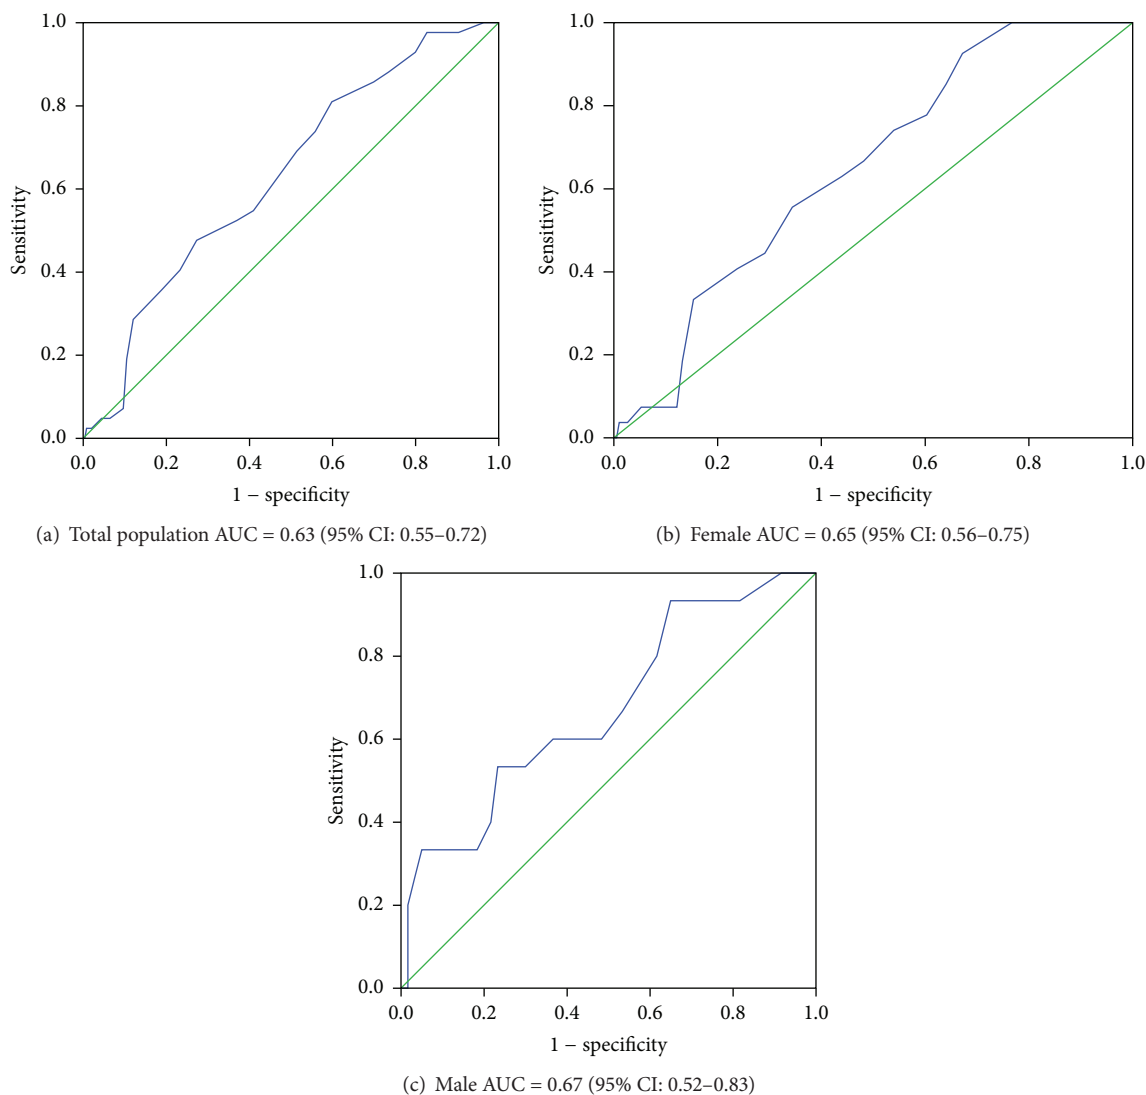 1.0
0.8
0.6
0.4
0.2
0.0
Sensitivity
0.0 0.2 0.4 0.6 0.8 1.0
1 − specificity
(a) Total population AUC = 0.63 (95% CI: 0.55–0.72)
1.0
0.8
0.6
0.4
0.2
0.0
Sensitivity
0.0 0.2 0.4 0.6 0.8 1.0
1 − specificity
(b) Female AUC = 0.65 (95% CI: 0.56–0.75)
1.0
0.8
0.6
0.4
0.2
0.0
Sensitivity
0.0 0.2 0.4 0.6 0.8 1.0
1 − specificity
(c) Male AUC = 0.67 (95% CI: 0.52–0.83)